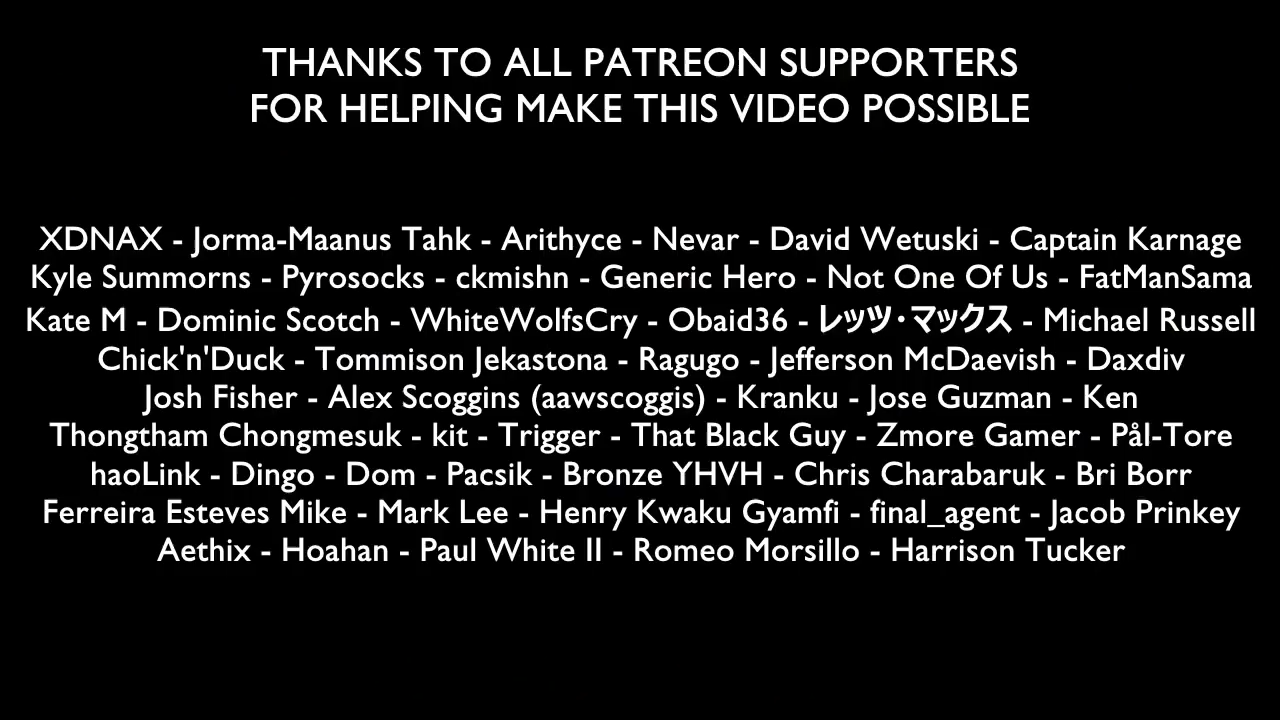 THANKS TO ALL PATREON SUPPORTERS
FOR HELPING MAKE THIS VIDEO POSSIBLE
XDNAX - Jorma-Maanus Tahk - Arithyce - Nevar - David Wetuski - Captain Karnage
Kyle Summorns - Pyrosocks - ckmishn - Generic Hero - Not One Of Us - FatManSama
Kate M - Dominic Scotch - WhiteWolfsCry - Obaid36 - レッツ・マックス - Michael Russell
Chick'n'Duck - Tommison Jekastona - Ragugo - Jefferson McDaevish - Daxdiv
Josh Fisher - Alex Scoggins (aawscoggis) - Kranku - Jose Guzman - Ken
Thongtham Chongmesuk - kit - Trigger - That Black Guy - Zmore Gamer - Pål-Tore
haoLink - Dingo - Dom - Pacsik - Bronze YHVH - Chris Charabaruk - Bri Borr
Ferreira Esteves Mike - Mark Lee - Henry Kwaku Gyamfi - final_agent - Jacob Prinkey
Aethix - Hoahan - Paul White II - Romeo Morsillo - Harrison Tucker